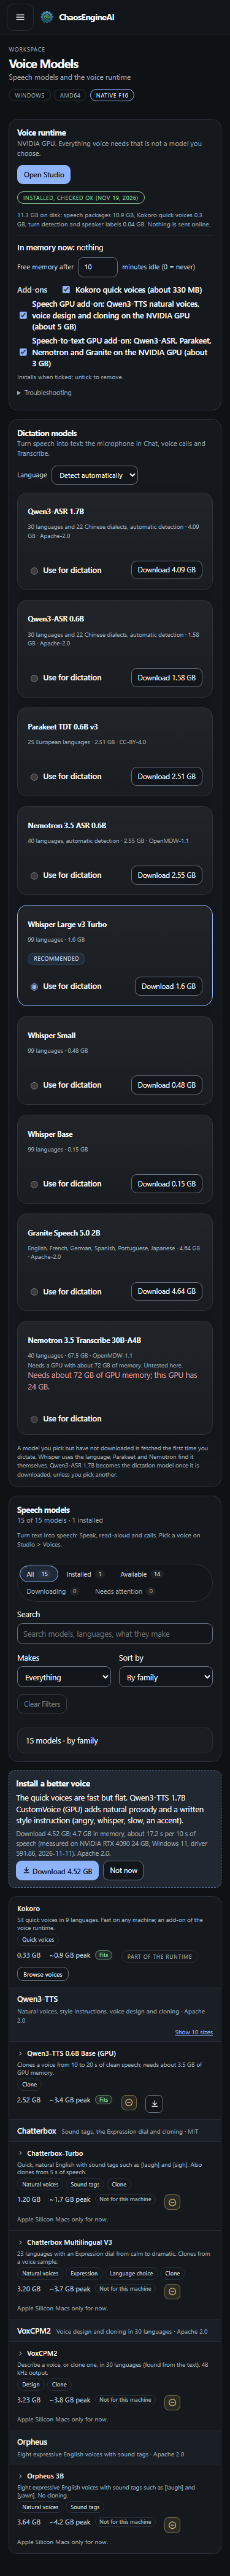 ChaosEngineAI
WORKSPACE
Voice Models
Speech models and the voice runtime
WINDOWS
AMD64
NATIVE F16
Voice runtime
NVIDIA GPU. Everything voice needs that is not a model you
choose.
Open Studio
INSTALLED, CHECKED OK (NOV 19, 2026)
11.3 GB on disk: speech packages 10.9 GB, Kokoro quick voices 0.3
GB, turn detection and speaker labels 0.04 GB. Nothing is sent online.
In memory now: nothing
Free memory after 10 minutes idle (0 = never)
Add-ons
Kokoro quick voices (about 330 MB)
Speech GPU add-on: Qwen3-TTS natural voices,
voice design and cloning on the NVIDIA GPU
(about 5 GB)
Speech-to-text GPU add-on: Qwen3-ASR, Parakeet,
Nemotron and Granite on the NVIDIA GPU (about
3 GB)
Installs when ticked; untick to remove.
Troubleshooting
Dictation models
Turn speech into text: the microphone in Chat, voice calls and
Transcribe.
Language Detect automatically
Qwen3-ASR 1.7B
30 languages and 22 Chinese dialects, automatic detection · 4.09
GB · Apache-2.0
Use for dictation
Download 4.09 GB
Qwen3-ASR 0.6B
30 languages and 22 Chinese dialects, automatic detection · 1.58
GB · Apache-2.0
Use for dictation
Download 1.58 GB
Parakeet TDT 0.6B v3
25 European languages · 2.51 GB · CC-BY-4.0
Use for dictation
Download 2.51 GB
Nemotron 3.5 ASR 0.6B
40 languages, automatic detection · 2.55 GB · OpenMDW-1.1
Use for dictation
Download 2.55 GB
Whisper Large v3 Turbo
99 languages · 1.6 GB
RECOMMENDED
Use for dictation
Download 1.6 GB
Whisper Small
99 languages · 0.48 GB
Use for dictation
Download 0.48 GB
Whisper Base
99 languages · 0.15 GB
Use for dictation
Download 0.15 GB
Granite Speech 5.0 2B
English, French, German, Spanish, Portuguese, Japanese · 4.64 GB
· Apache-2.0
Use for dictation
Download 4.64 GB
Nemotron 3.5 Transcribe 30B-A4B
40 languages · 67.5 GB · OpenMDW-1.1
Needs a GPU with about 72 GB of memory. Untested here.
Needs about 72 GB of GPU memory; this GPU has
24 GB.
Use for dictation
A model you pick but have not downloaded is fetched the first time you
dictate. Whisper uses the language; Parakeet and Nemotron find it
themselves. Qwen3-ASR 1.7B becomes the dictation model once it is
downloaded, unless you pick another.
Speech models
15 of 15 models · 1 installed
Turn text into speech: Speak, read-aloud and calls. Pick a voice on
Studio > Voices.
All 15
Installed 1
Available 14
Downloading 0
Needs attention 0
Search
Search models, languages, what they make
Makes
Sort by
Everything
By family
Clear Filters
15 models · by family
Install a better voice
The quick voices are fast but flat. Qwen3-TTS 1.7B
CustomVoice (GPU) adds natural prosody and a written
style instruction (angry, whisper, slow, an accent).
Download 4.52 GB; 4.7 GB in memory, about 17.2 s per 10 s of
speech (measured on NVIDIA RTX 4090 24 GB, Windows 11, driver
591.86, 2026-11-11). Apache 2.0.
Download 4.52 GB
Not now
Kokoro
54 quick voices in 9 languages. Fast on any machine; an add-on of the
voice runtime.
Quick voices
0.33 GB ~0.9 GB peak Fits PART OF THE RUNTIME
Browse voices
Qwen3-TTS
Natural voices, style instructions, voice design and cloning · Apache
2.0
Show 10 sizes
Qwen3-TTS 0.6B Base (GPU)
Clones a voice from 10 to 20 s of clean speech; needs about 3.5 GB of
GPU memory.
Clone
2.52 GB ~3.4 GB peak Fits
Chatterbox Sound tags, the Expression dial and cloning · MIT
Chatterbox-Turbo
Quick, natural English with sound tags such as [laugh] and [sigh]. Also
clones from 5 s of speech.
Natural voices Sound tags Clone
1.20 GB ~1.7 GB peak Not for this machine
Apple Silicon Macs only for now.
Chatterbox Multilingual V3
23 languages with an Expression dial from calm to dramatic. Clones from
a voice sample.
Natural voices Expression Language choice Clone
3.20 GB ~3.7 GB peak Not for this machine
Apple Silicon Macs only for now.
VoxCPM2 Voice design and cloning in 30 languages · Apache 2.0
VoxCPM2
Describe a voice, or clone one, in 30 languages (found from the text). 48
kHz output.
Design Clone
3.23 GB ~3.8 GB peak Not for this machine
Apple Silicon Macs only for now.
Orpheus
Eight expressive English voices with sound tags · Apache 2.0
Orpheus 3B
Eight expressive English voices with sound tags such as [laugh] and
[yawn]. No cloning.
Natural voices Sound tags
3.64 GB ~4.2 GB peak Not for this machine
Apple Silicon Macs only for now.